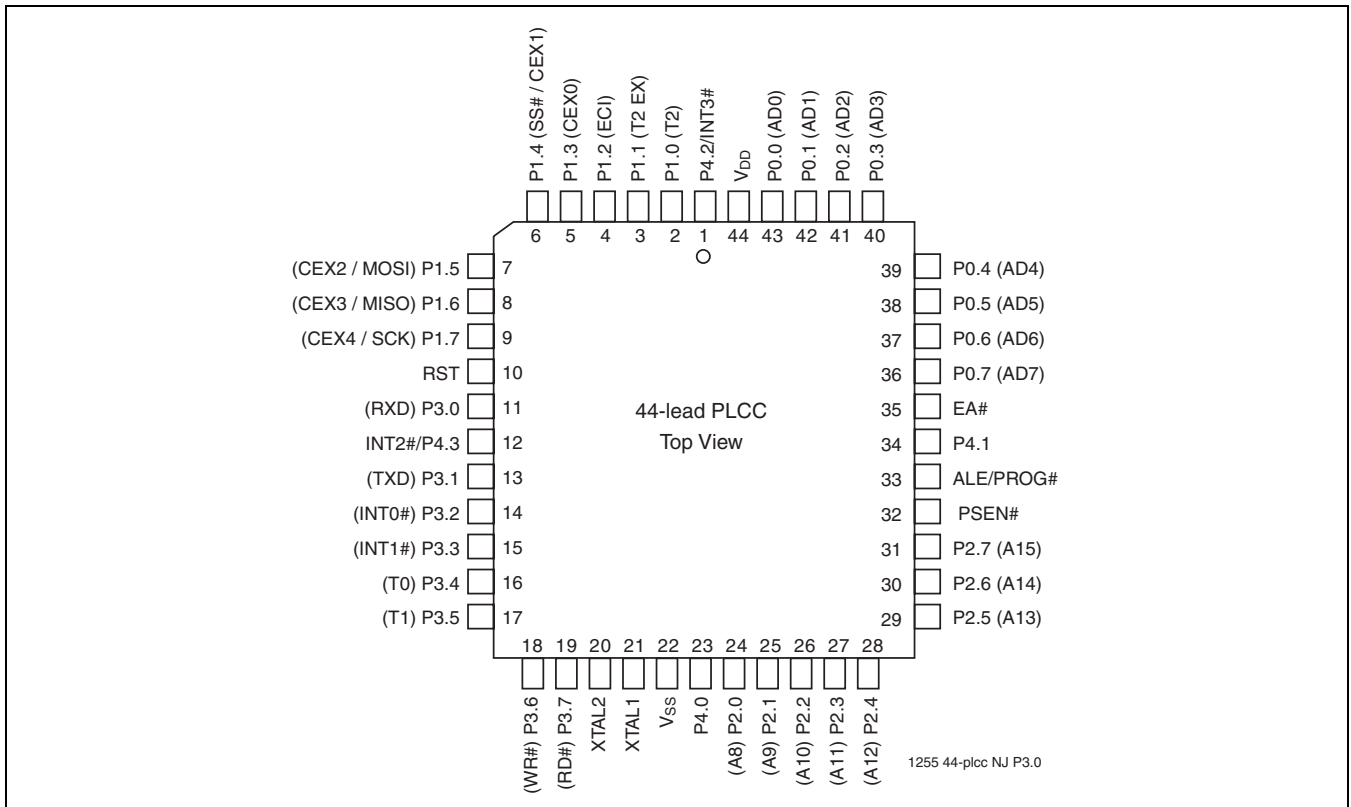 P1.4 (SS# / CEX1)
P1.3 (CEX0)
P1.2 (ECI)
P1.1 (T2 EX)
P1.0 (T2)
P4.2/INT3#
VDD
P0.0 (AD0)
P0.1 (AD1)
P0.2 (AD2)
P0.3 (AD3)
6 5 4 3 2 1 44 43 42 41 40
(CEX2 / MOSI) P1.5 7
(CEX3 / MISO) P1.6 8
(CEX4 / SCK) P1.7 9
RST 10
(RXD) P3.0 11
INT2#/P4.3 12
(TXD) P3.1 13
(INT0#) P3.2 14
(INT1#) P3.3 15
(T0) P3.4 16
(T1) P3.5 17
44-lead PLCC
Top View
39 P0.4 (AD4)
38 P0.5 (AD5)
37 P0.6 (AD6)
36 P0.7 (AD7)
35 EA#
34 P4.1
33 ALE/PROG#
32 PSEN#
31 P2.7 (A15)
30 P2.6 (A14)
29 P2.5 (A13)
18 19 20 21 22 23 24 25 26 27 28
(WR#) P3.6
(RD#) P3.7
XTAL2
XTAL1
VSS
P4.0
(A8) P2.0
(A9) P2.1
(A10) P2.2
(A11) P2.3
(A12) P2.4
1255 44-plcc NJ P3.0